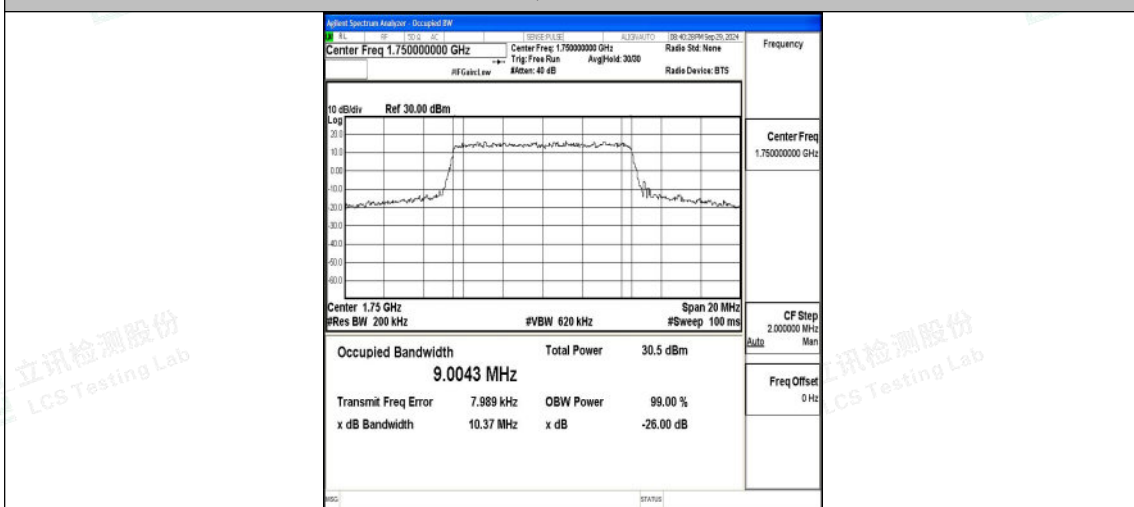 Agilent Spectrum Analyzer - Occupied BW
RL RF 50 Ω AC SENSE:PULSE ALIGNAUTO 08:40:28PM Sep 29, 2024
Center Freq 1.750000000 GHz
Center Freq: 1.750000000 GHz
Radio Std: None
Trig: Free Run Avg|Hold: 30/30
#IFGain:Low #Atten: 40 dB Radio Device: BTS
10 dB/div Ref 30.00 dBm
Log
20.0
10.0
0.00
-10.0
-20.0
-30.0
-40.0
-50.0
-60.0
Center 1.75 GHz Span 20 MHz
#Res BW 200 kHz #VBW 620 kHz #Sweep 100 ms
Occupied Bandwidth Total Power 30.5 dBm
9.0043 MHz
Transmit Freq Error 7.989 kHz OBW Power 99.00 %
x dB Bandwidth 10.37 MHz x dB -26.00 dB
MSG STATUS
Frequency
Center Freq
1.750000000 GHz
CF Step
2.000000 MHz
Auto Man
Freq Offset
0 Hz
立讯检测股份
LCS Testing Lab
立讯检测股份
LCS Testing Lab